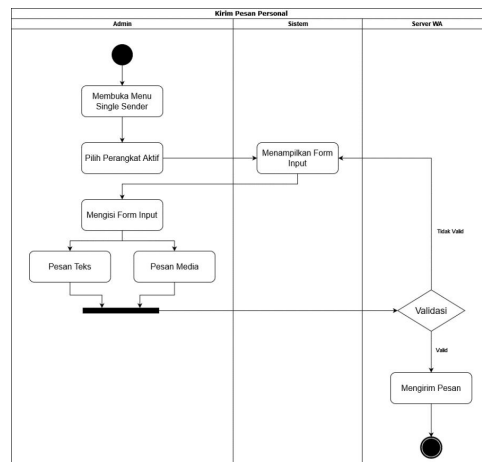 Kirim Pesan Personal
Admin
Sistem
Server WA
Membuka Menu
Single Sender
Pilih Perangkat Aktif
Menampilkan Form
Input
Mengisi Form Input
Tidak Valid
Pesan Teks
Pesan Media
Validasi
Valid
Mengirim Pesan